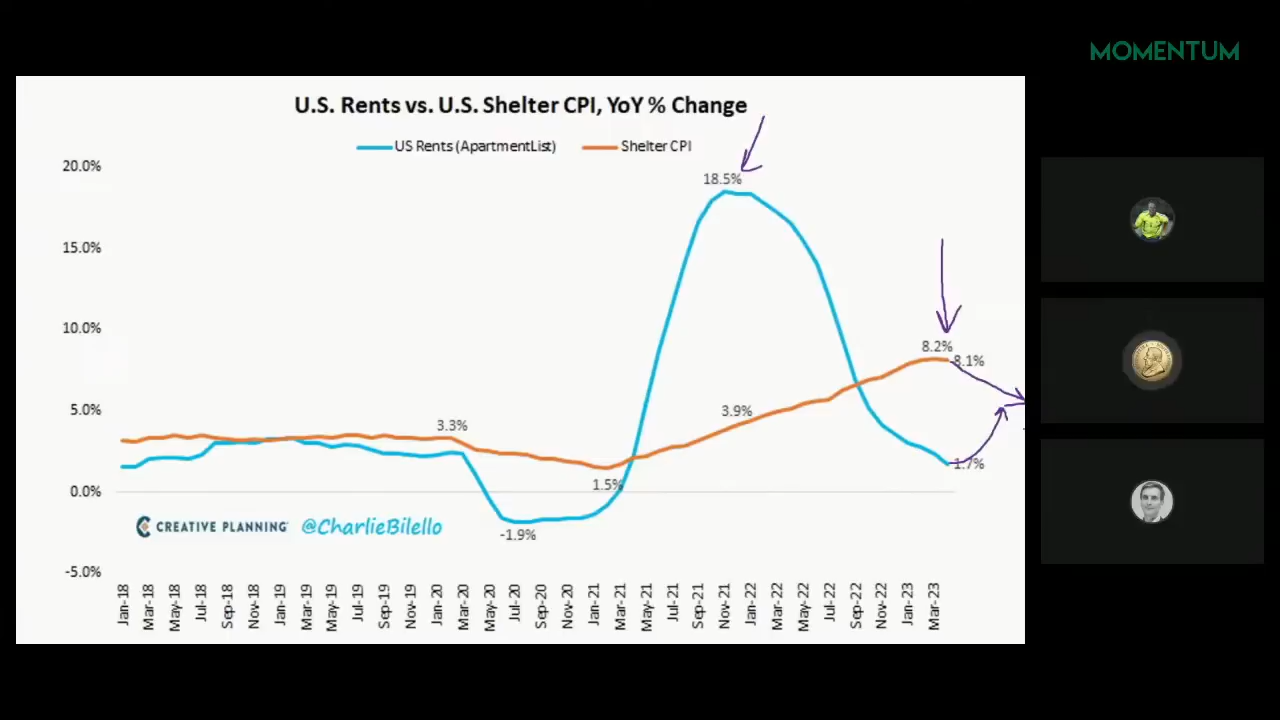 MOMENTUM
U.S. Rents vs. U.S. Shelter CPI, YoY % Change
US Rents (ApartmentList) Shelter CPI
20.0%
15.0%
10.0%
5.0%
0.0%
-5.0%
18.5%
8.2%
8.1%
3.9%
3.3%
1.7%
1.5%
-1.9%
CREATIVE PLANNING @CharlieBilello
Jan-18
Mar-18
May-18
Jul-18
Sep-18
Nov-18
Jan-19
Mar-19
May-19
Jul-19
Sep-19
Nov-19
Jan-20
Mar-20
May-20
Jul-20
Sep-20
Nov-20
Jan-21
Mar-21
May-21
Jul-21
Sep-21
Nov-21
Jan-22
Mar-22
May-22
Jul-22
Sep-22
Nov-22
Jan-23
Mar-23